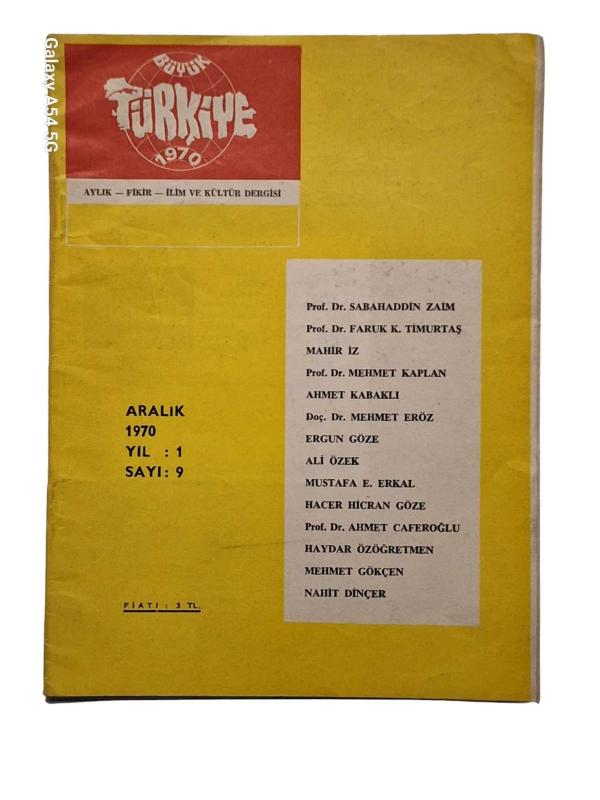 Galaxy A54 5G
BÜYÜK
TÜRKİYE
1970
AYLIK — FİKİR — İLİM VE KÜLTÜR DERGİSİ
Prof. Dr. SABAHADDİN ZAİM
Prof. Dr. FARUK K. TİMURTAŞ
MAHİR İZ
Prof. Dr. MEHMET KAPLAN
AHMET KABAKLI
Doç. Dr. MEHMET ERÖZ
ERGUN GÖZE
ALİ ÖZEK
MUSTAFA E. ERKAL
HACER HİCRAN GÖZE
Prof. Dr. AHMET CAFEROĞLU
HAYDAR ÖZÖĞRETMEN
MEHMET GÖKÇEN
NAHİT DİNÇER
ARALIK
1970
YIL : 1
SAYI: 9
FİATI : 3 TL.